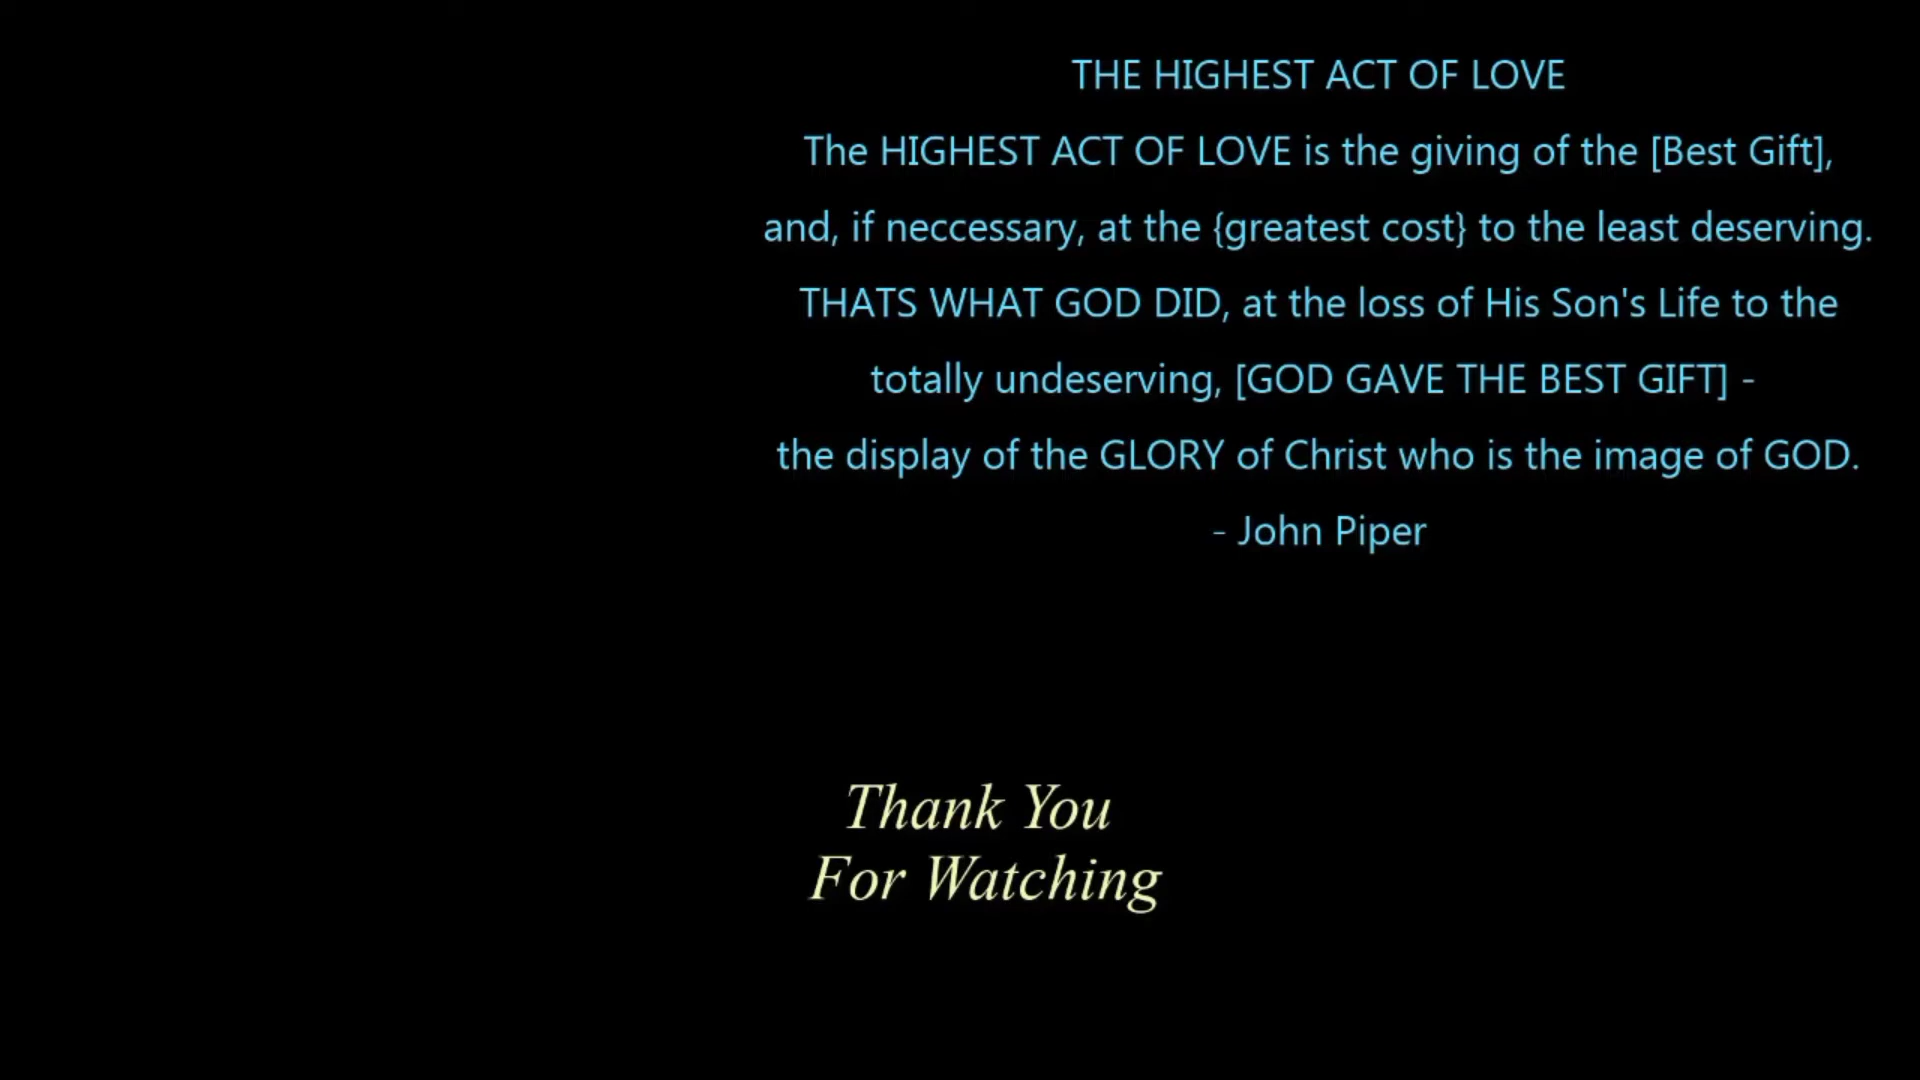 THE HIGHEST ACT OF LOVE
The HIGHEST ACT OF LOVE is the giving of the [Best Gift],
and, if neccessary, at the {greatest cost} to the least deserving.
THATS WHAT GOD DID, at the loss of His Son's Life to the
totally undeserving, [GOD GAVE THE BEST GIFT] -
the display of the GLORY of Christ who is the image of GOD.
- John Piper
Thank You
For Watching